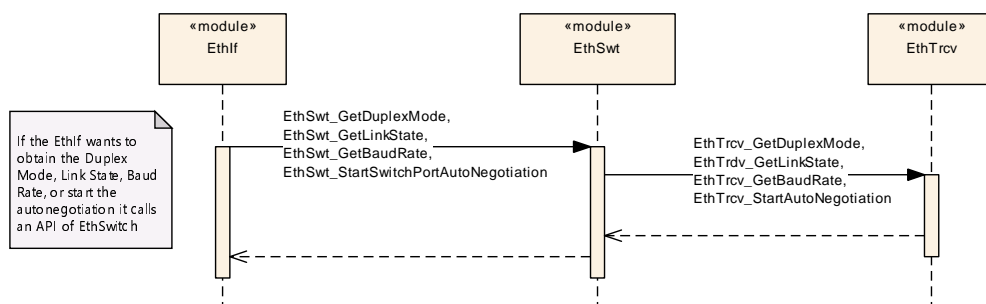 «module»
EthIf
«module»
EthSwt
«module»
EthTrcv
If the EthIf wants to
obtain the Duplex
Mode, Link State, Baud
Rate, or start the
autonegotiation it calls
an API of EthSwitch
EthSwt_GetDuplexMode,
EthSwt_GetLinkState,
EthSwt_GetBaudRate,
EthSwt_StartSwitchPortAutoNegotiation
EthTrcv_GetDuplexMode,
EthTrdv_GetLinkState,
EthTrcv_GetBaudRate,
EthTrcv_StartAutoNegotiation